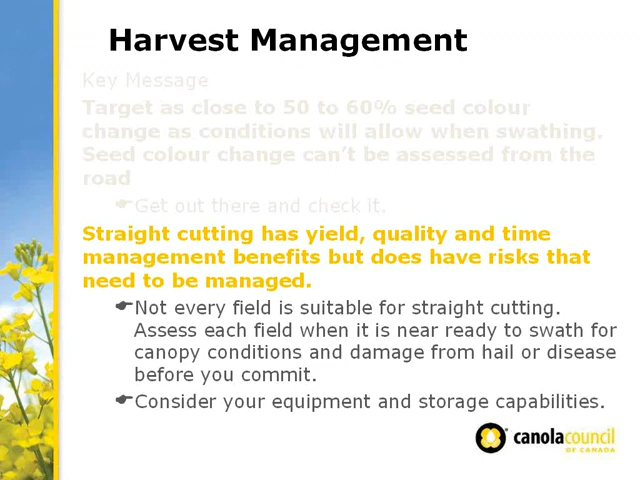 Harvest Management
Key Message
Target as close to 50 to 60% seed colour
change as conditions will allow when swathing.
Seed colour change can’t be assessed from the
road
Get out there and check it.
Straight cutting has yield, quality and time
management benefits but does have risks that
need to be managed.
Not every field is suitable for straight cutting.
Assess each field when it is near ready to swath for
canopy conditions and damage from hail or disease
before you commit.
Consider your equipment and storage capabilities.
canolacouncil
OF CANADA